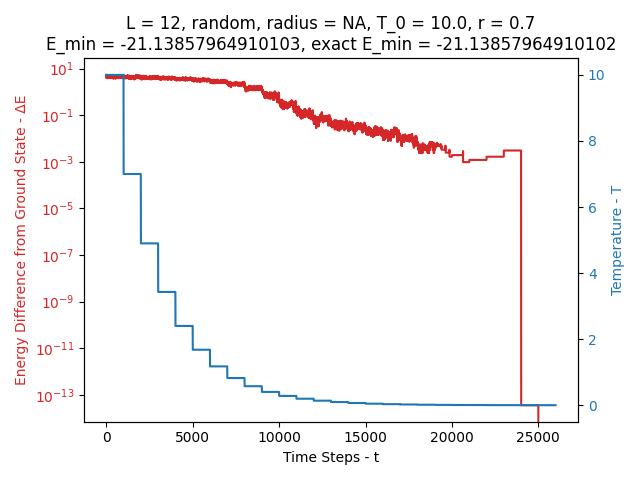 L = 12, random, radius = NA, T_0 = 10.0, r = 0.7
E_min = -21.13857964910103, exact E_min = -21.13857964910102
10^1
10^-1
10^-3
10^-5
10^-7
10^-9
10^-11
10^-13
Energy Difference from Ground State - ΔE
10
8
6
4
2
0
Temperature - T
0 5000 10000 15000 20000 25000
Time Steps - t